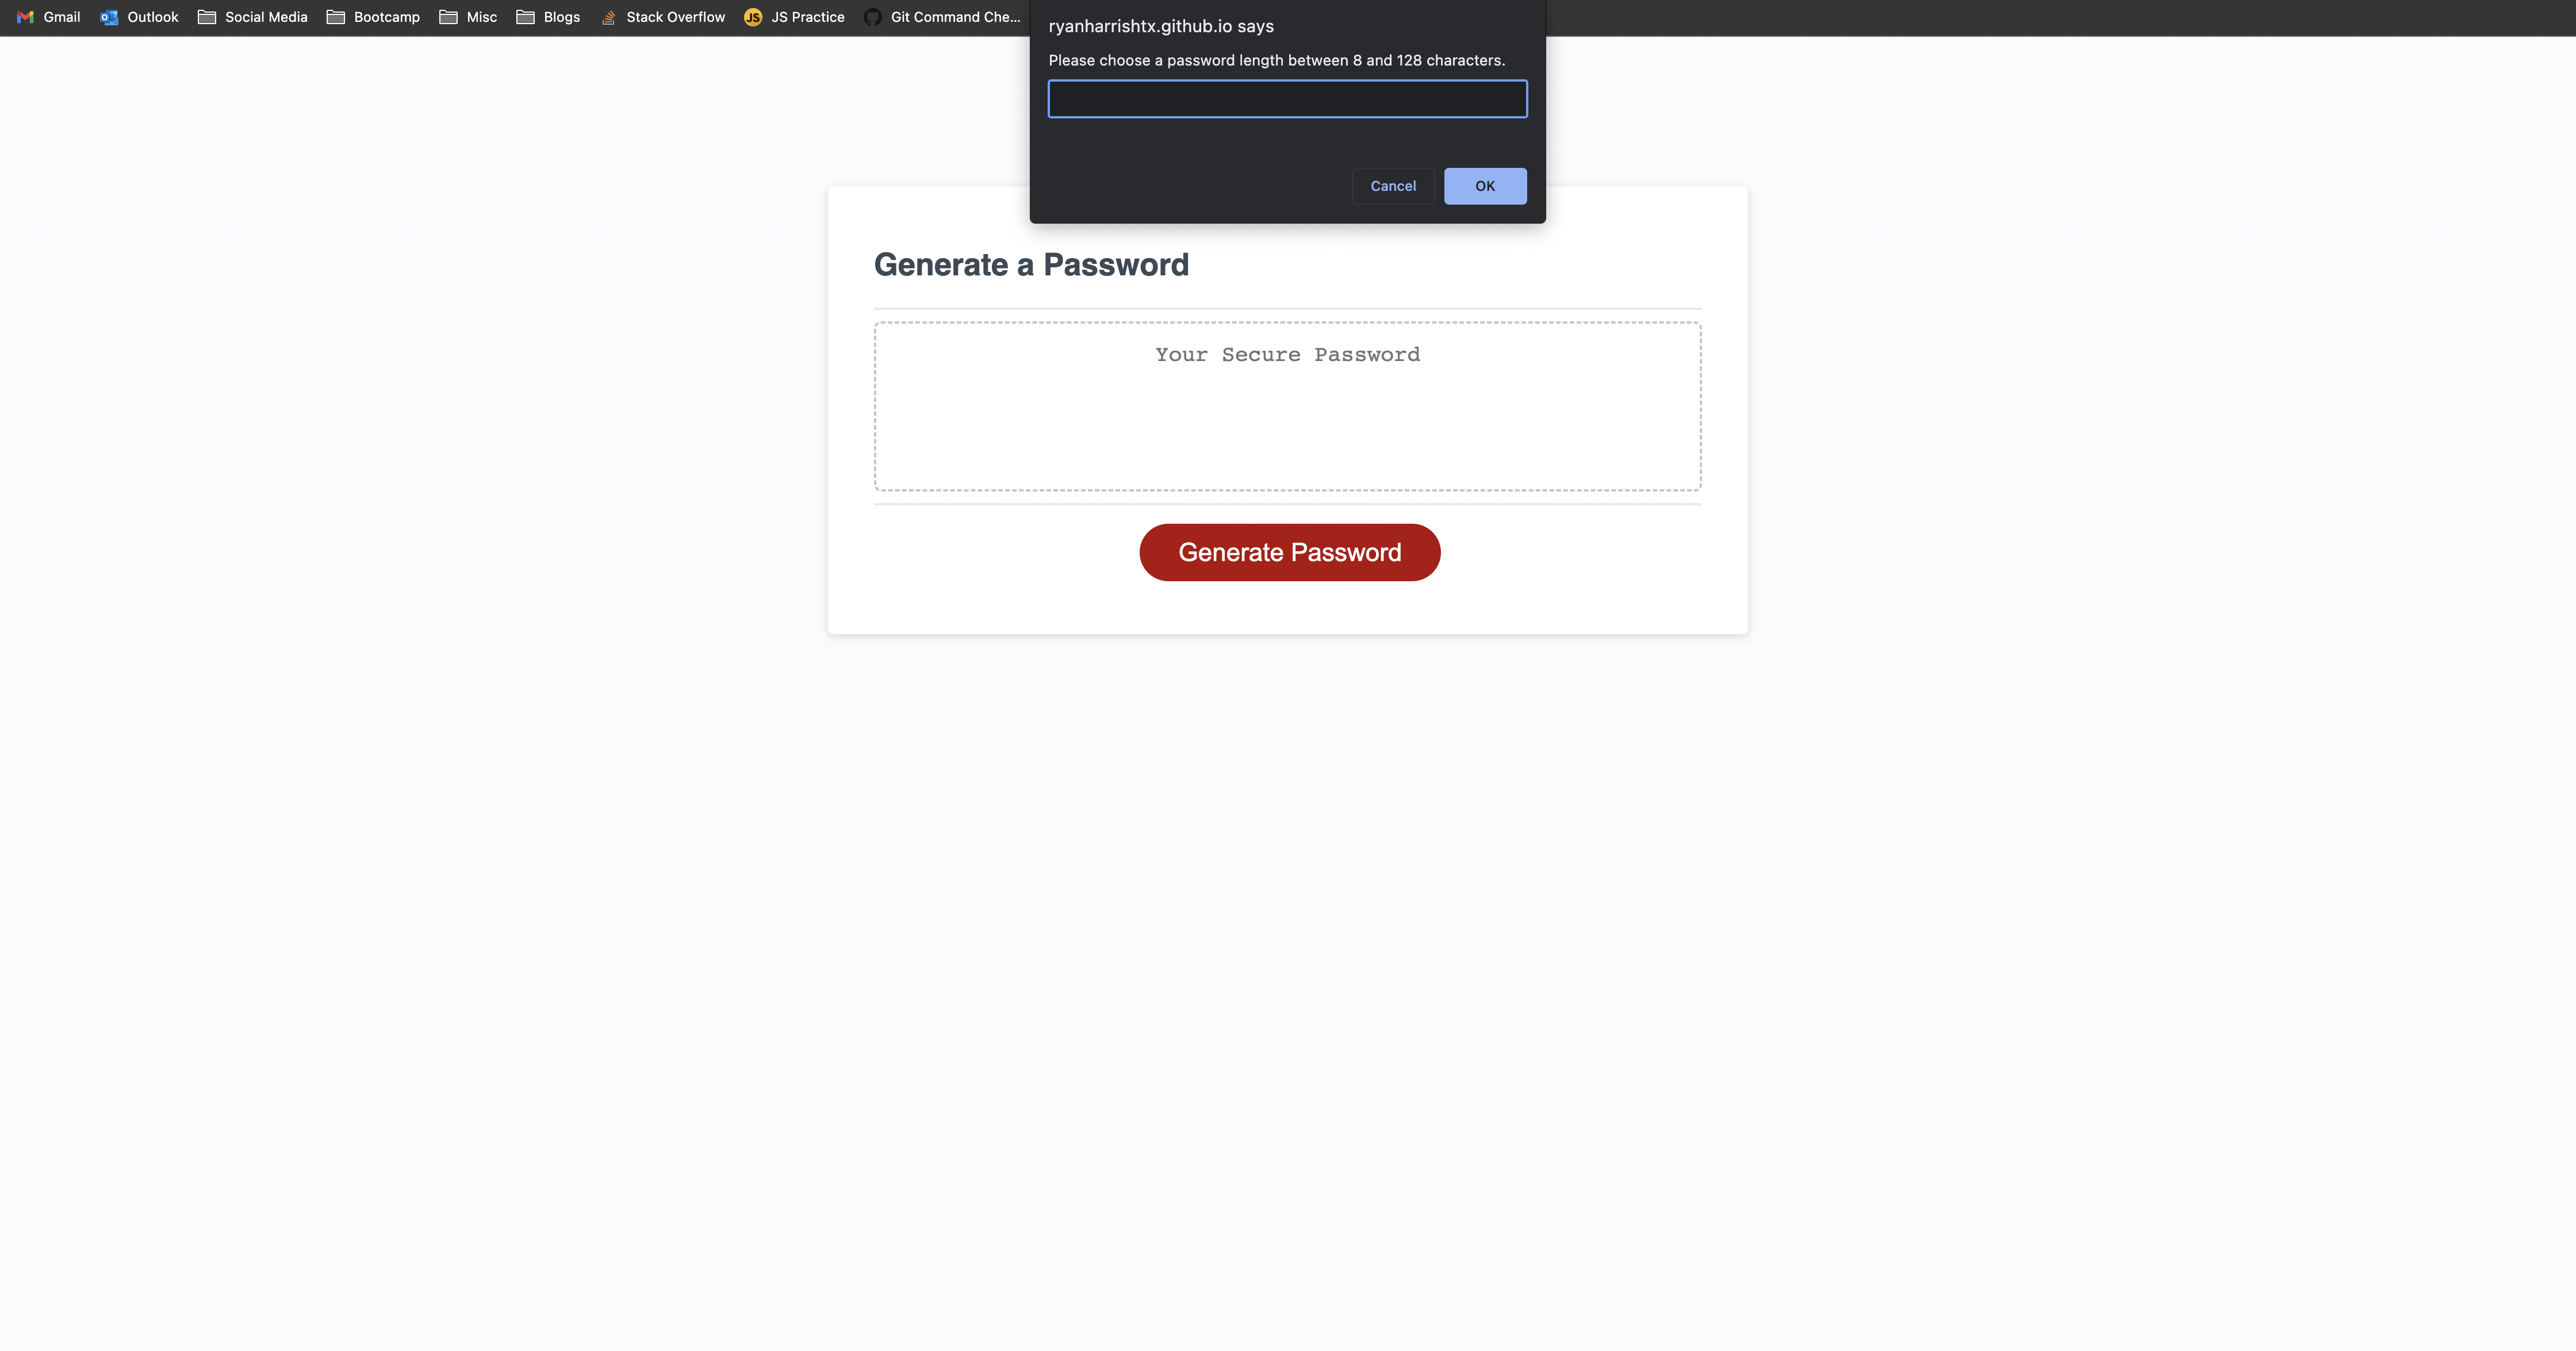 Gmail Outlook Social Media Bootcamp Misc Blogs Stack Overflow JS JS Practice Git Command Che...
ryanharrishtx.github.io says
Please choose a password length between 8 and 128 characters.
Cancel OK
Generate a Password
Your Secure Password
Generate Password